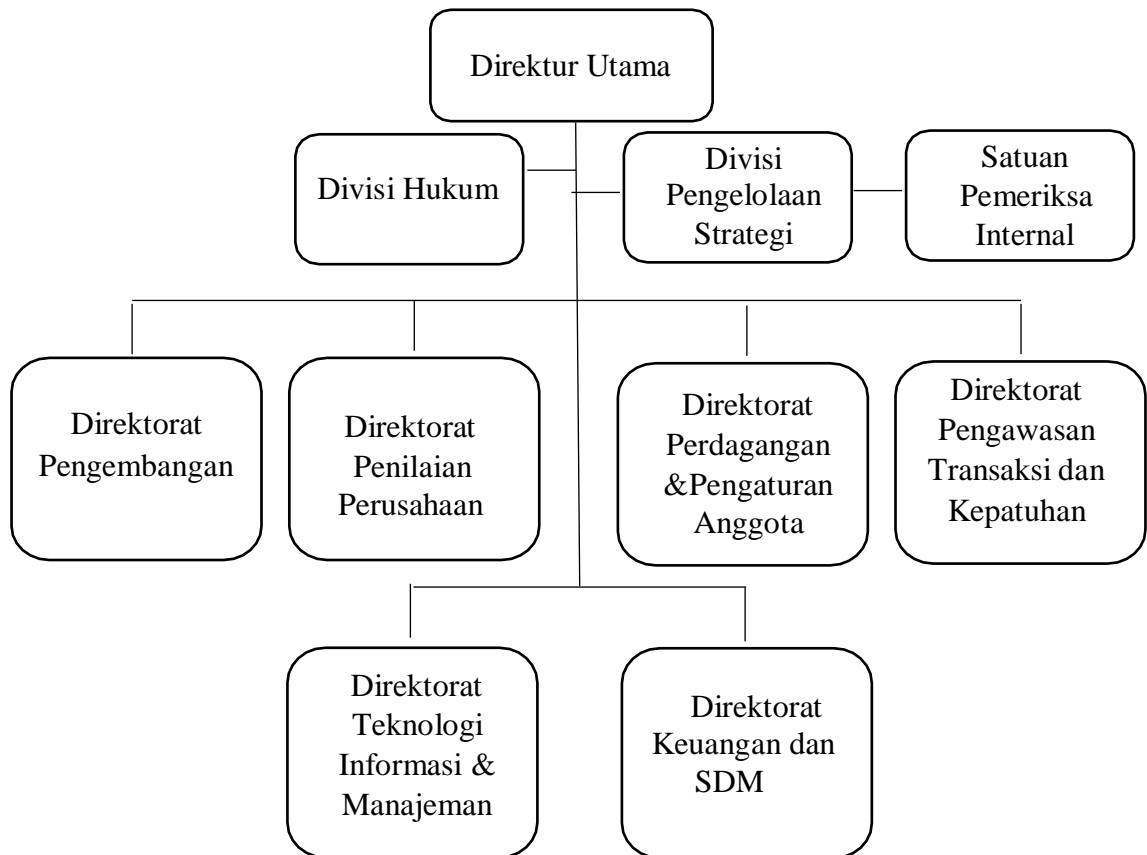 Direktur Utama
Divisi Hukum
Divisi
Pengelolaan
Strategi
Satuan
Pemeriksa
Internal
Direktorat
Pengembangan
Direktorat
Penilaian
Perusahaan
Direktorat
Perdagangan
&Pengaturan
Anggota
Direktorat
Pengawasan
Transaksi dan
Kepatuhan
Direktorat
Teknologi
Informasi &
Manajeman
Direktorat
Keuangan dan
SDM